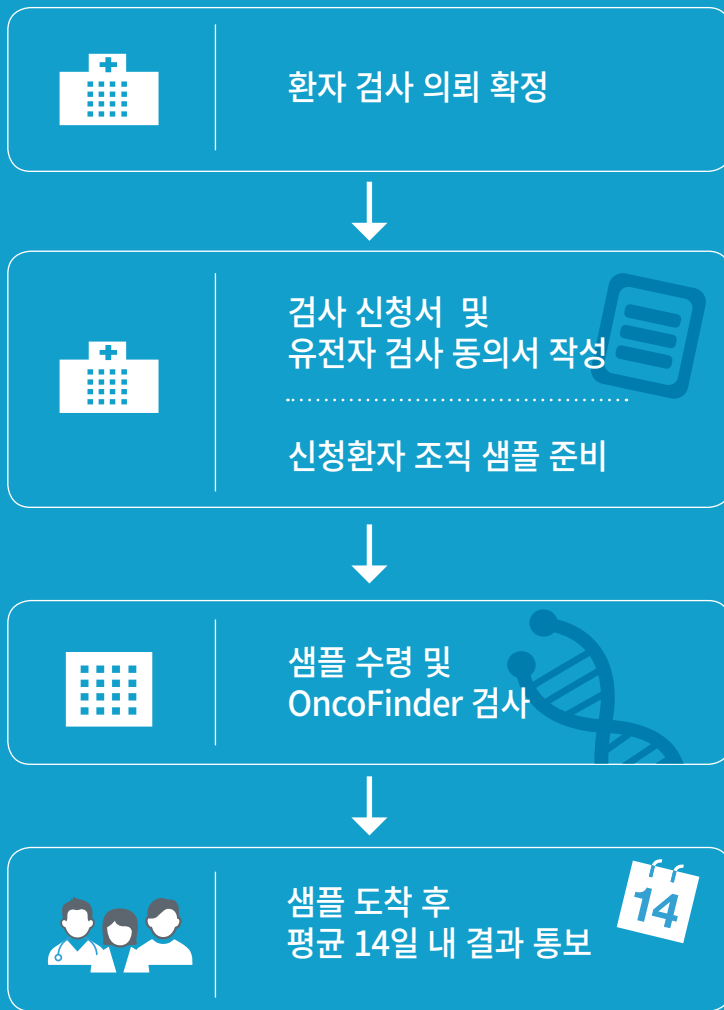 환자 검사 의뢰 확정
검사 신청서 및
유전자 검사 동의서 작성
신청환자 조직 샘플 준비
샘플 수령 및
OncoFinder 검사
샘플 도착 후
평균 14일 내 결과 통보
14